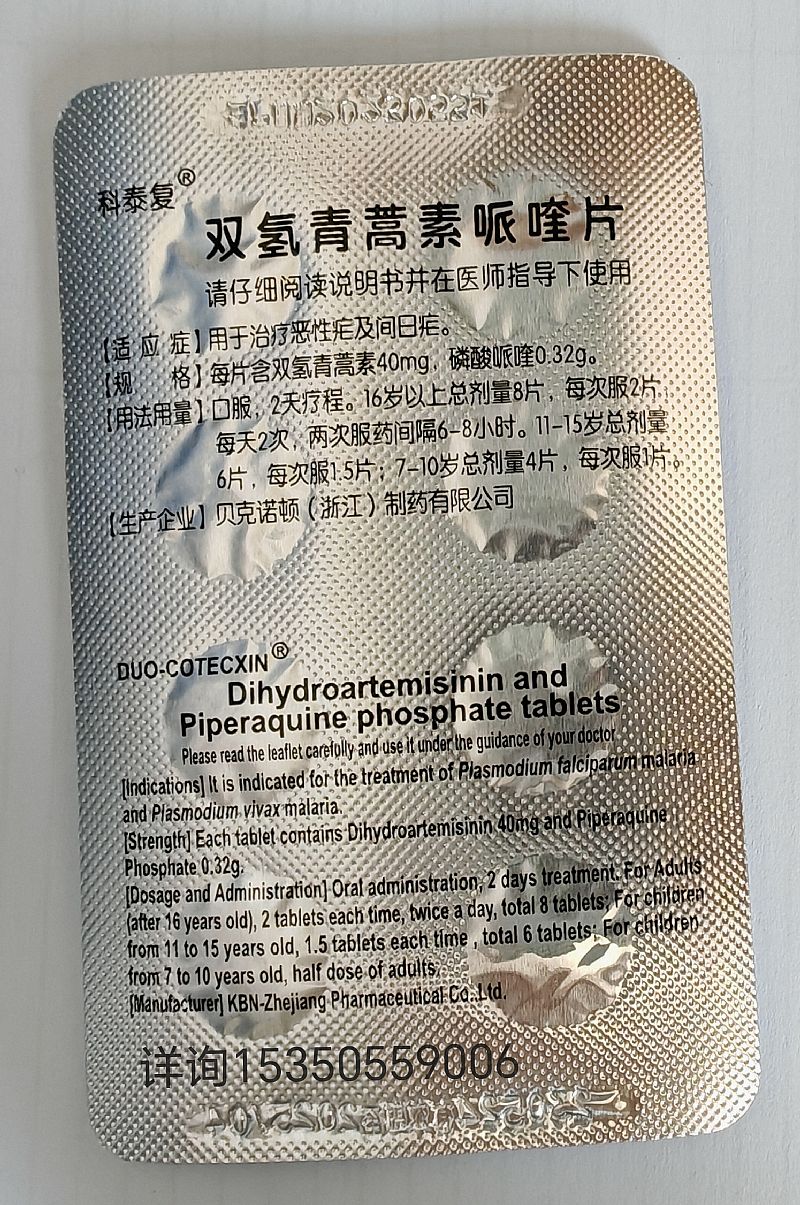 科泰复®
双氢青蒿素哌喹片
请仔细阅读说明书并在医师指导下使用
【适应症】用于治疗恶性疟及间日疟。
【规格】每片含双氢青蒿素40mg，磷酸哌喹0.32g。
【用法用量】口服，2天疗程。16岁以上总剂量8片，每次服2片，
每天2次，两次服药间隔6-8小时。11-15岁总剂量
6片，每次服1.5片；7-10岁总剂量4片，每次服1片。
【生产企业】贝克诺顿（浙江）制药有限公司
DUO-COTECXIN®
Dihydroartemisinin and
Piperaquine phosphate tablets
Please read the leaflet carefully and use it under the guidance of your doctor
[Indications] It is indicated for the treatment of Plasmodium falciparum malaria
and Plasmodium vivax malaria.
[Strength] Each tablet contains Dihydroartemisinin 40mg and Piperaquine
Phosphate 0.32g.
[Dosage and Administration] Oral administration, 2 days treatment. For Adults
(after 16 years old), 2 tablets each time, twice a day, total 8 tablets; For children
from 11 to 15 years old, 1.5 tablets each time , total 6 tablets; For children
from 7 to 10 years old, half dose of adults.
[Manufacturer] KBN-Zhejiang Pharmaceutical Co.,Ltd.
详询15350559006